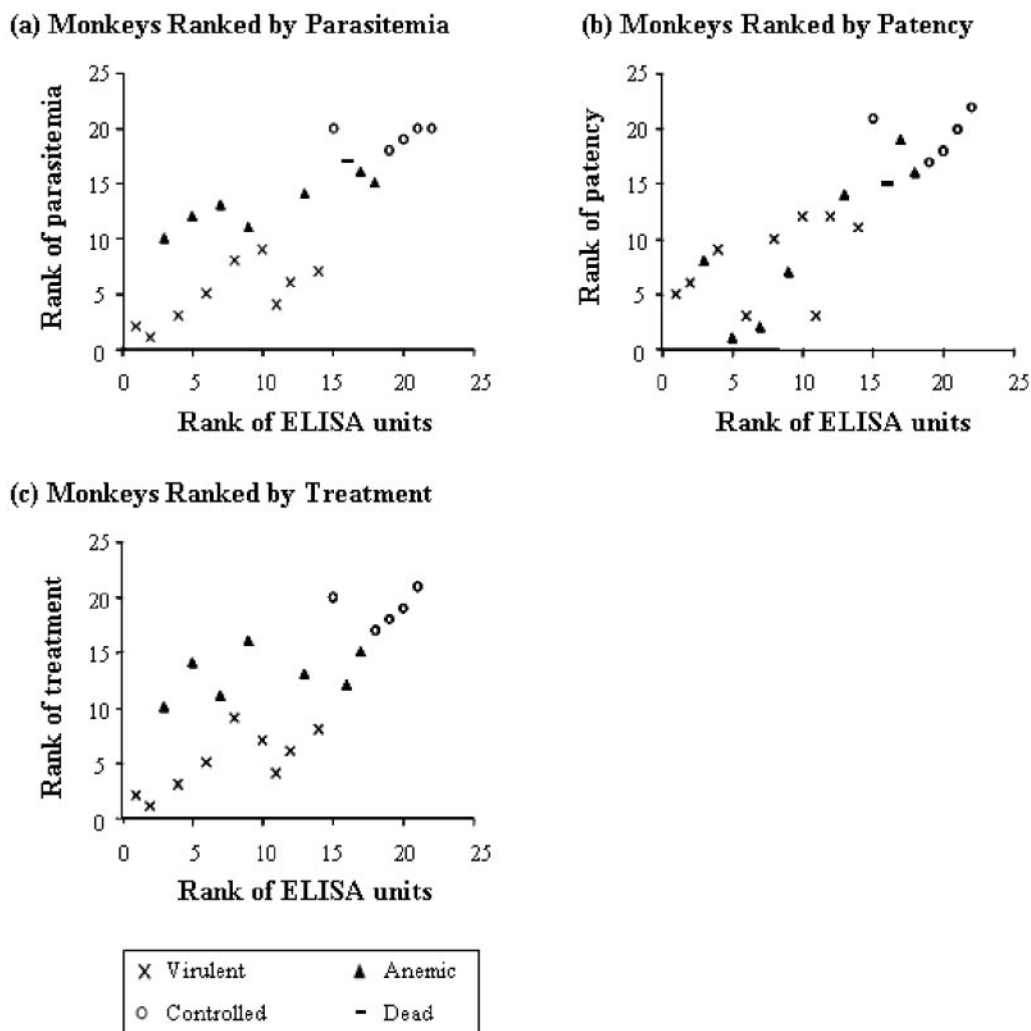 (a) Monkeys Ranked by Parasitemia
25
20
15
10
5
0
Rank of parasitemia
0 5 10 15 20 25
Rank of ELISA units
(b) Monkeys Ranked by Patency
25
20
15
10
5
0
Rank of patency
0 5 10 15 20 25
Rank of ELISA units
(c) Monkeys Ranked by Treatment
25
20
15
10
5
0
Rank of treatment
0 5 10 15 20 25
Rank of ELISA units
Virulent Anemic
Controlled Dead